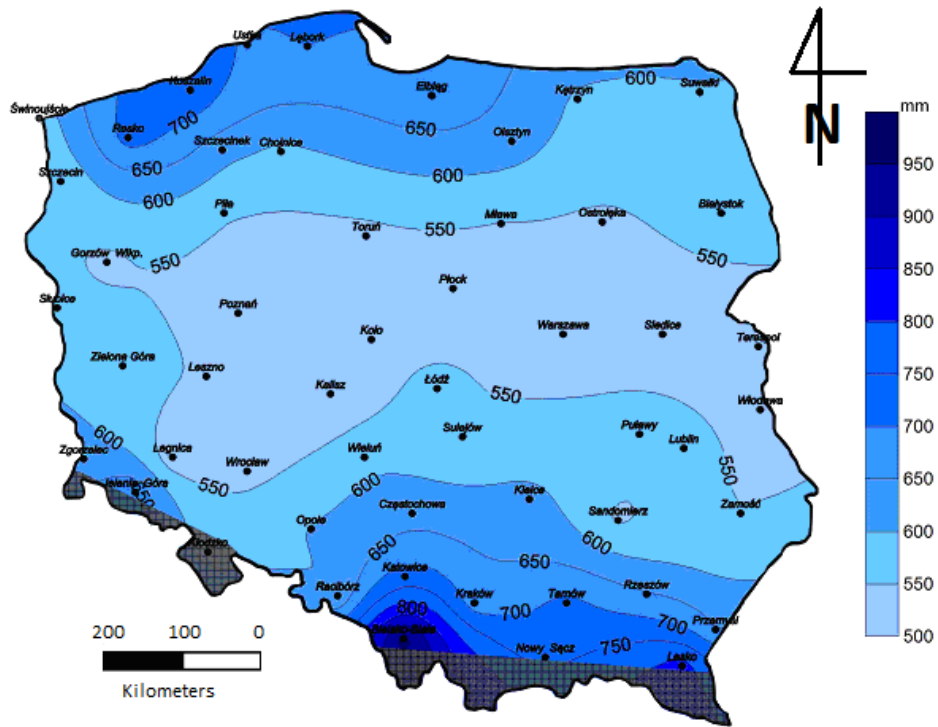 Ustka
Lębork
Koszalin
Elbląg
600
Suwałki
Kętrzyn
Świnoujście
Resko
700
650
Olsztyn
Szczecinek
Chojnice
650
600
Szczecin
600
Piła
Mława
Ostrołęka
Białystok
Toruń
550
550
Gorzów Wlkp.
550
Płock
Słubice
Poznań
Koło
Warszawa
Siedlce
Terespol
Zielona Góra
Leszno
Kalisz
Łódź
550
Włodawa
600
Sulejów
Puławy
Lublin
Zgorzelec
Legnica
Wrocław
Wieluń
550
Jelenia Góra
550
600
Kielce
Częstochowa
Sandomierz
Zamość
Opole
600
Kłodzko
650
650
Katowice
Racibórz
Kraków
Tarnów
Rzeszów
800
700
700
Przemyśl
Bielsko-Biała
Nowy Sącz
750
Lesko
200 100 0
Kilometers
N
mm
950
900
850
800
750
700
650
600
550
500